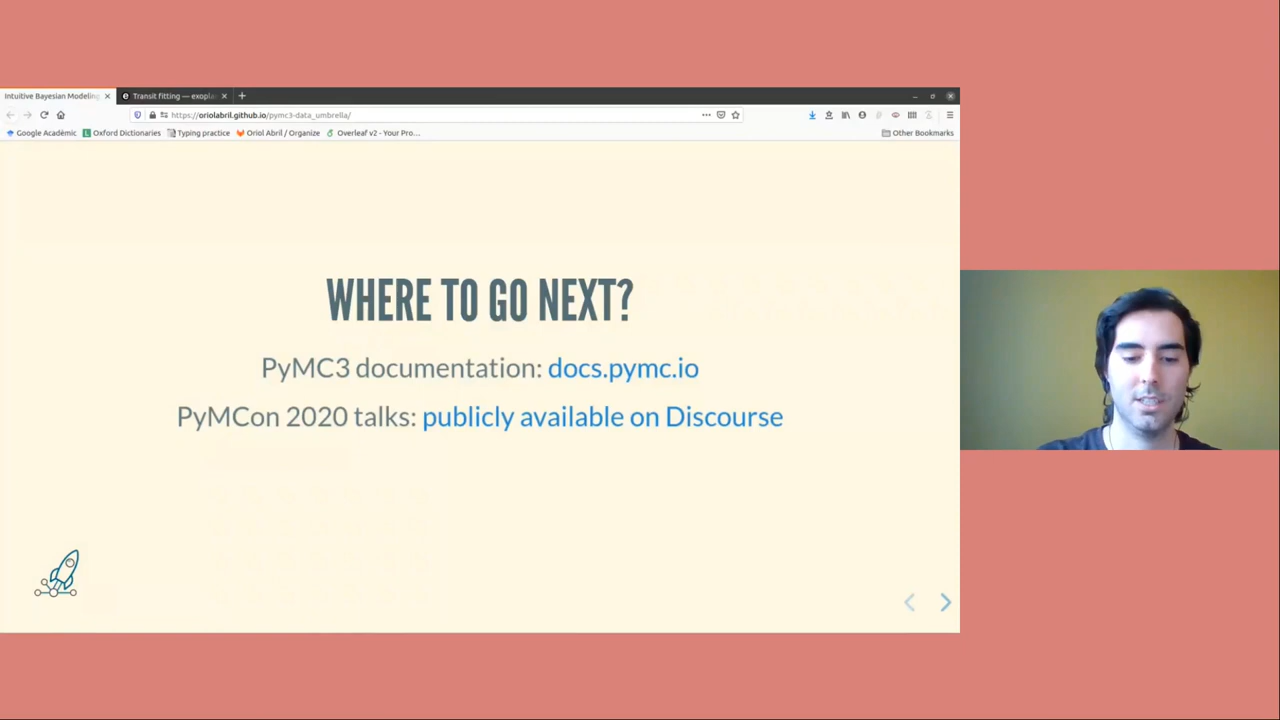 Intuitive Bayesian Modeling
Transit fitting — exopla
https://oriolabril.github.io/pymc3-data_umbrella/
Google Acadèmic
Oxford Dictionaries
Typing practice
Oriol Abril / Organize
Overleaf v2 - Your Pro...
Other Bookmarks
WHERE TO GO NEXT?
PyMC3 documentation: docs.pymc.io
PyMCon 2020 talks: publicly available on Discourse